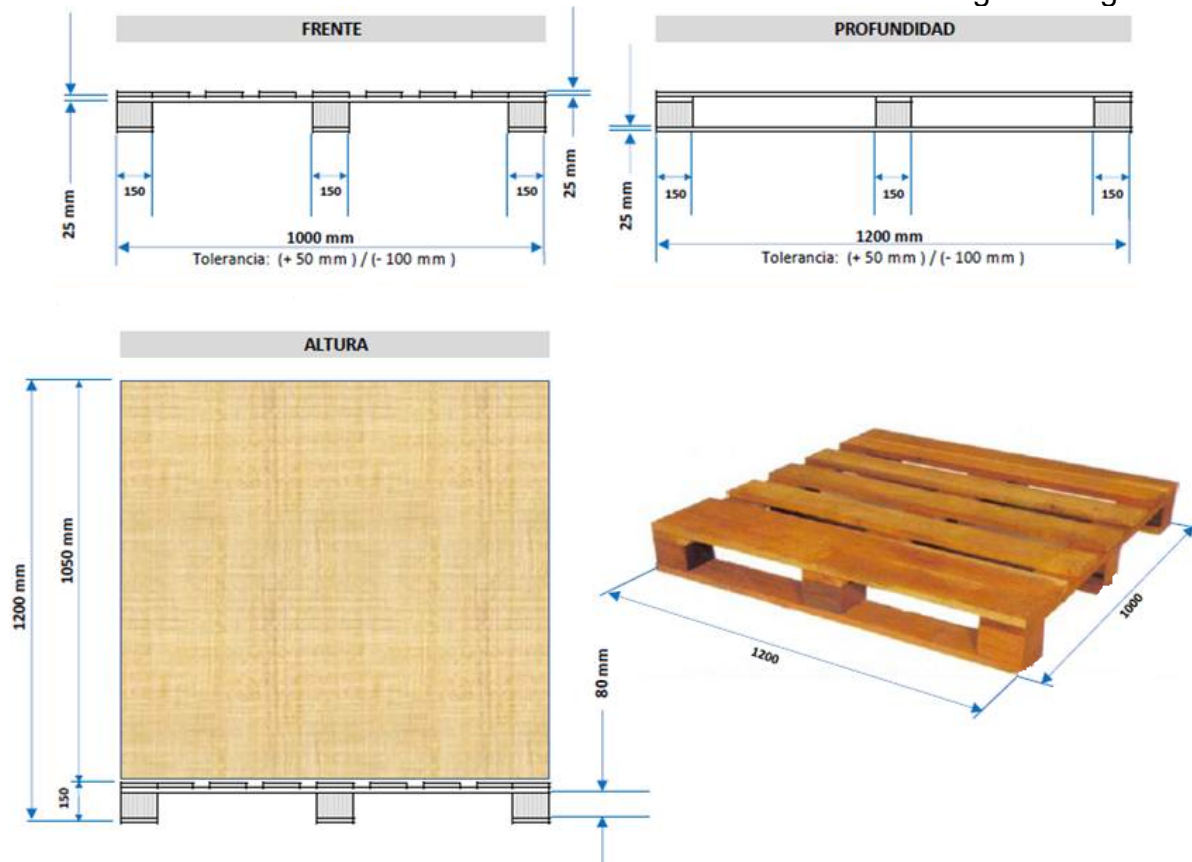 FRENTE
PROFUNDIDAD
25 mm
150
150
150
25 mm
1000 mm
Tolerancia: (+ 50 mm ) / (- 100 mm )
25 mm
150
150
150
1200 mm
Tolerancia: (+ 50 mm ) / (- 100 mm )
ALTURA
1200 mm
1050 mm
150
80 mm
1200
1000